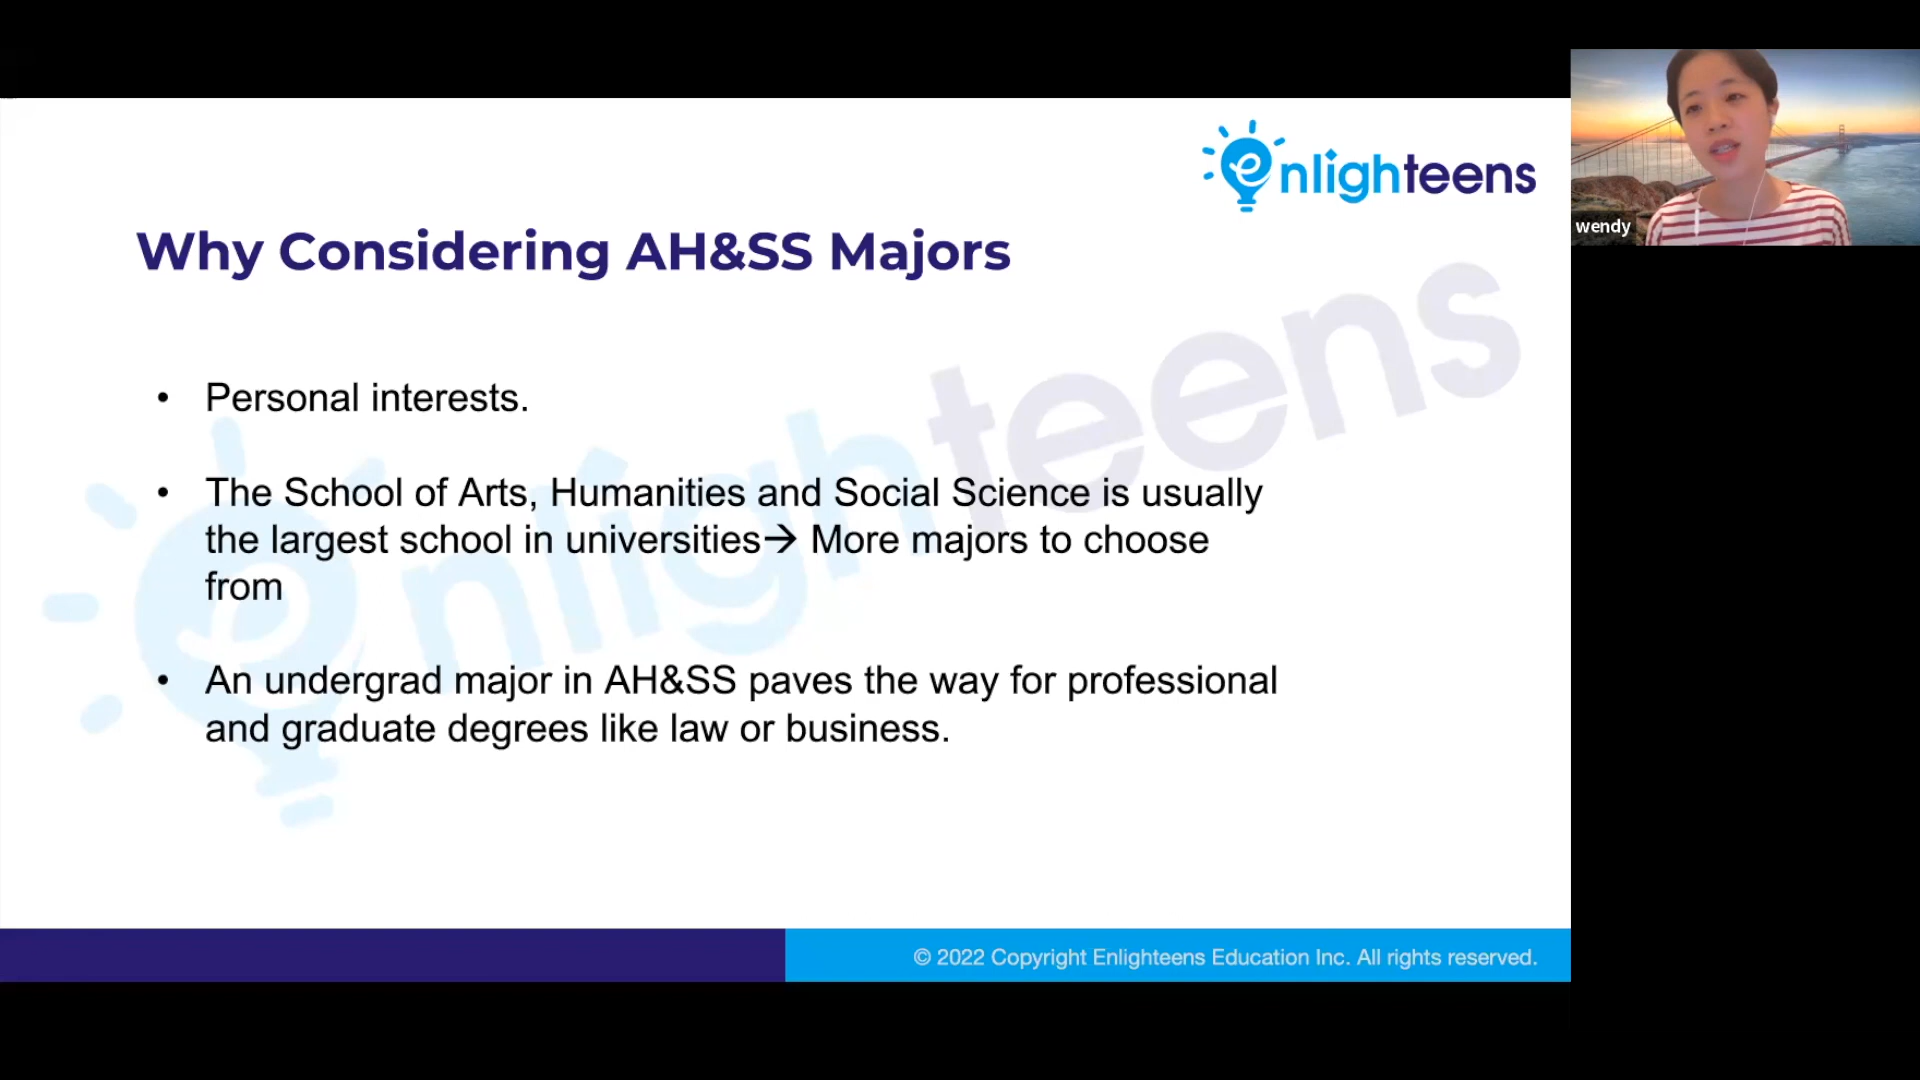 enlighteens
wendy
Why Considering AH&SS Majors
• Personal interests.
• The School of Arts, Humanities and Social Science is usually
the largest school in universities→ More majors to choose
from
• An undergrad major in AH&SS paves the way for professional
and graduate degrees like law or business.
enlighteens
© 2022 Copyright Enlighteens Education Inc. All rights reserved.